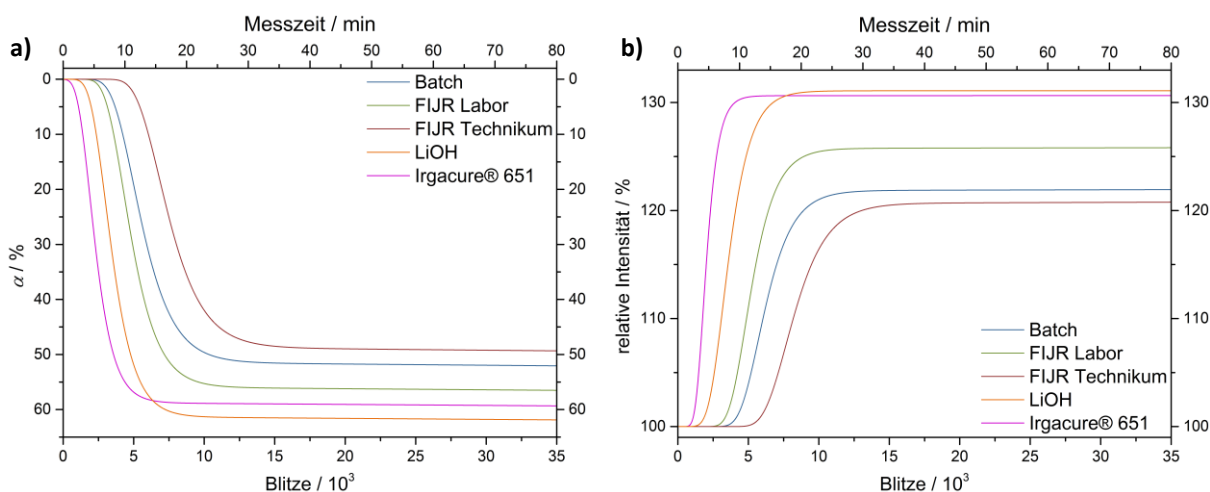 a)
Messzeit / min
0 10 20 30 40 50 60 70 80
0 10 20 30 40 50 60
α / %
0 10 20 30 40 50 60
Batch
FIJR Labor
FIJR Technikum
LiOH
Irgacure® 651
0 5 10 15 20 25 30 35
Blitze / 10³
b)
Messzeit / min
0 10 20 30 40 50 60 70 80
130 120 110 100
relative Intensität / %
130 120 110 100
Batch
FIJR Labor
FIJR Technikum
LiOH
Irgacure® 651
0 5 10 15 20 25 30 35
Blitze / 10³